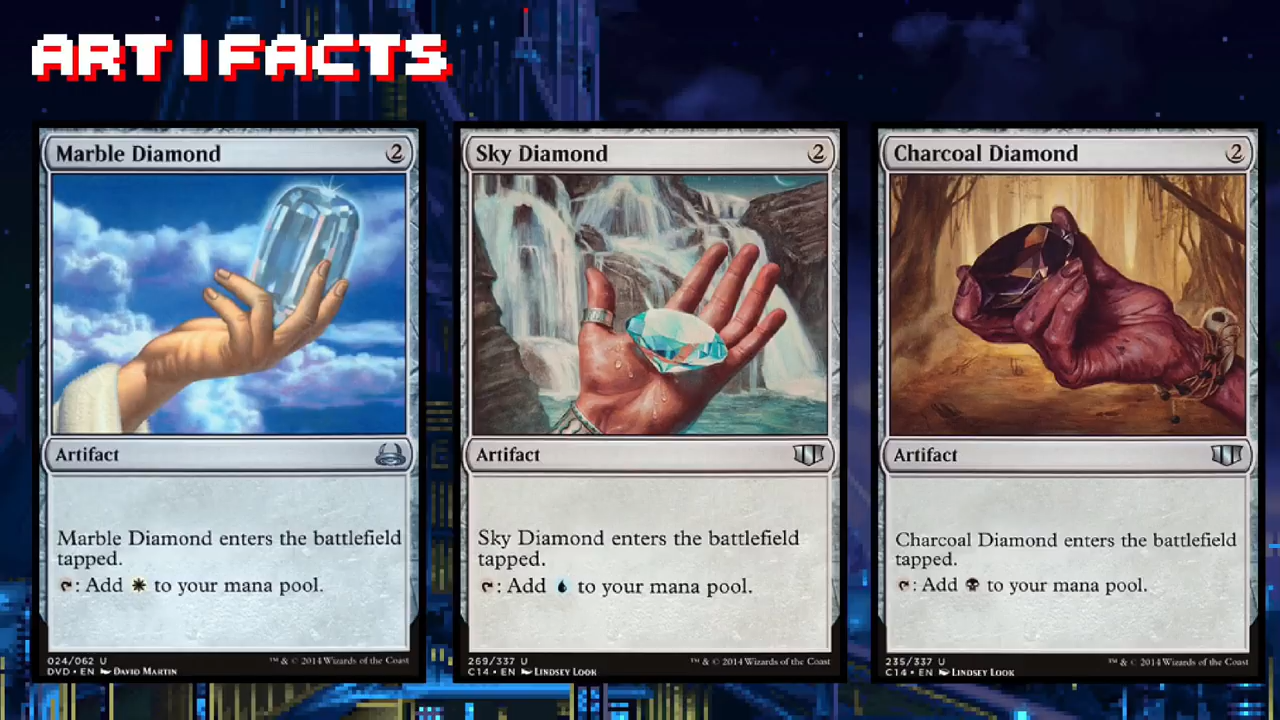 ARTIFACTS
Marble Diamond 2
Artifact
Marble Diamond enters the battlefield
tapped.
: Add to your mana pool.
024/062 U
DVD • EN DAVID MARTIN
™ & © 2014 Wizards of the Coast
Sky Diamond 2
Artifact
Sky Diamond enters the battlefield
tapped.
: Add to your mana pool.
269/337 U
C14 • EN LINDSEY LOOK
™ & © 2014 Wizards of the Coast
Charcoal Diamond 2
Artifact
Charcoal Diamond enters the battlefield
tapped.
: Add to your mana pool.
235/337 U
C14 • EN LINDSEY LOOK
™ & © 2014 Wizards of the Coast